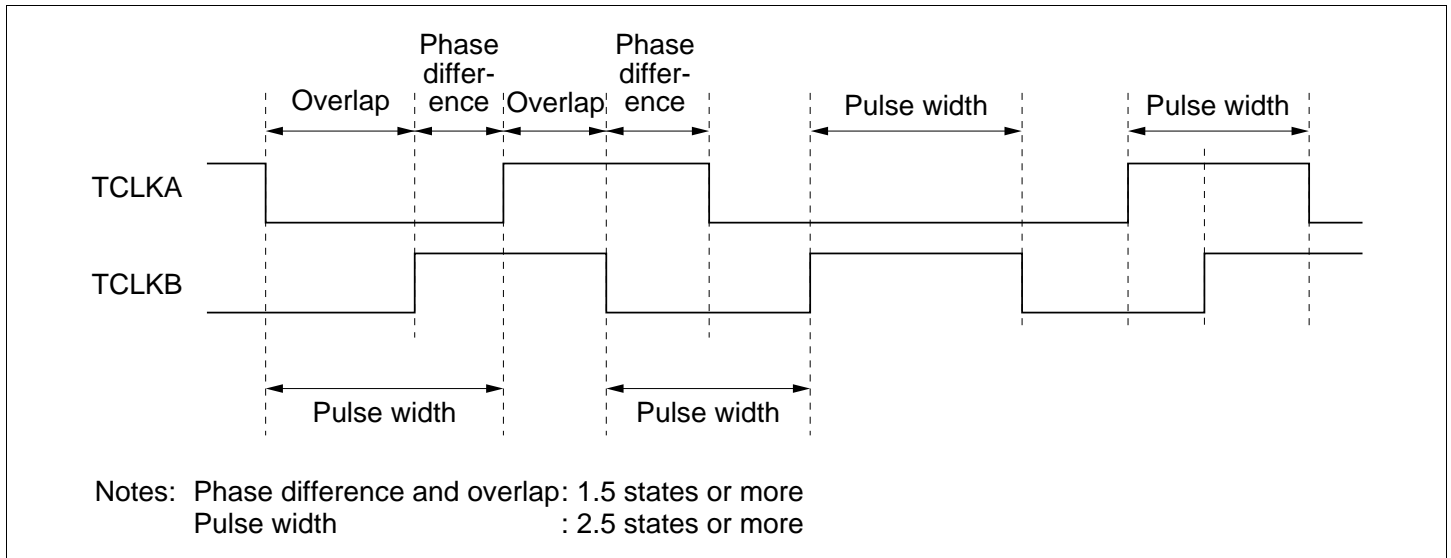 Phase
differ-
ence
Phase
differ-
ence
Overlap
Overlap
Pulse width
Pulse width
TCLKA
TCLKB
Pulse width
Pulse width
Notes: Phase difference and overlap: 1.5 states or more
Pulse width : 2.5 states or more